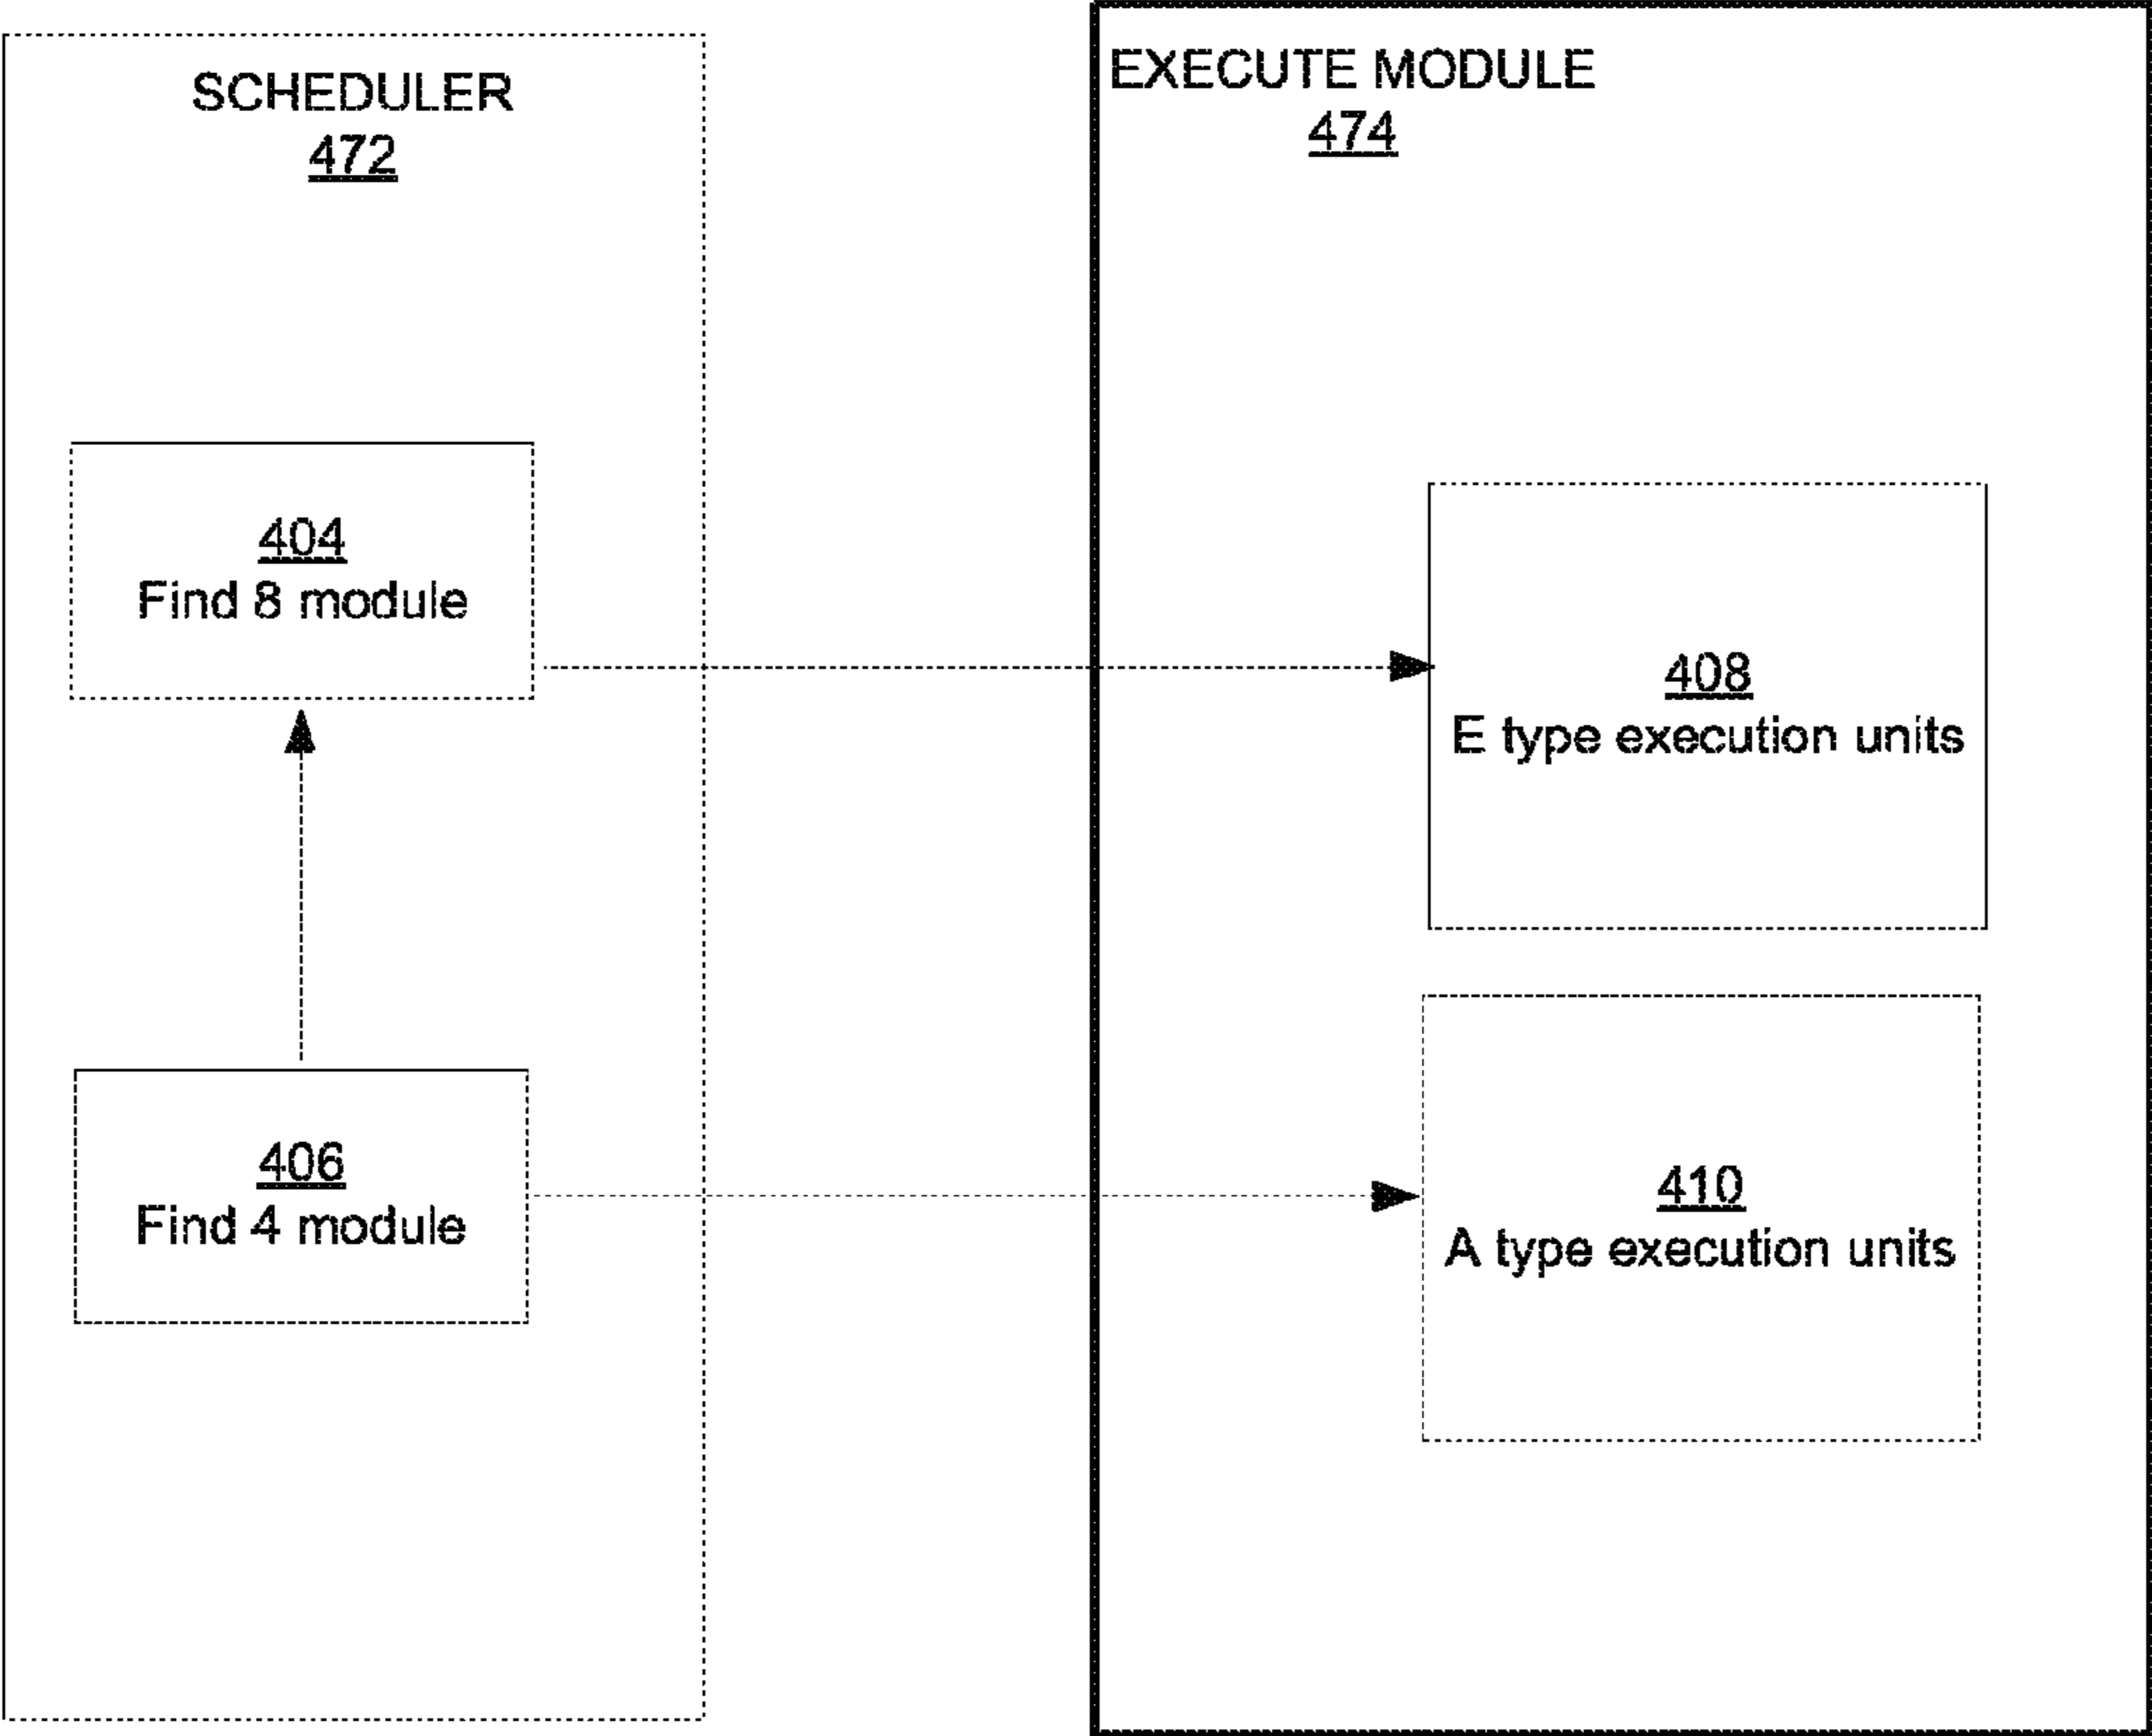 SCHEDULER
472
404
Find 8 module
406
Find 4 module
EXECUTE MODULE
474
408
E type execution units
410
A type execution units